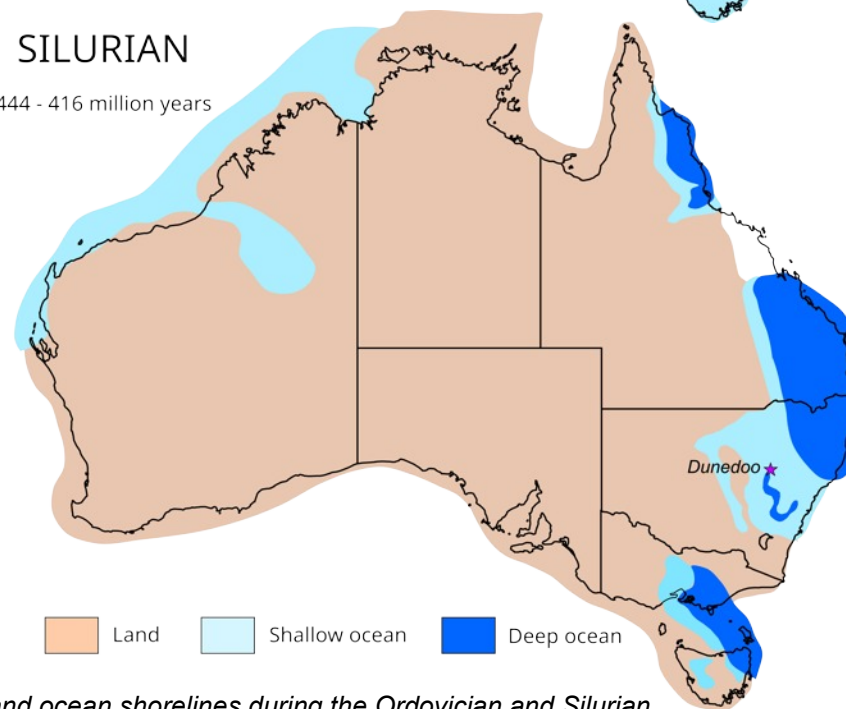 SILURIAN
444 - 416 million years
Dunedoo
Land
Shallow ocean
Deep ocean
and ocean shorelines during the Ordovician and Silurian